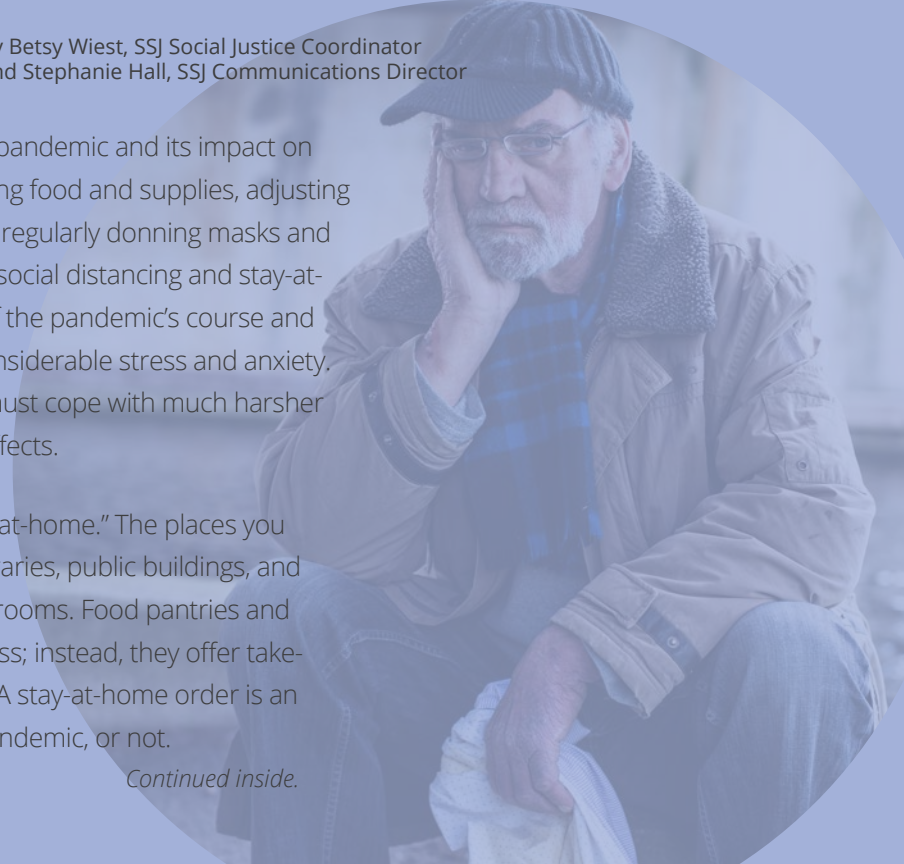 y Betsy Wiest, SSJ Social Justice Coordinator
nd Stephanie Hall, SSJ Communications Director
pandemic and its impact on
ng food and supplies, adjusting
regularly donning masks and
social distancing and stay-at-
f the pandemic’s course and
nsiderable stress and anxiety.
nust cope with much harsher
ffects.
at-home.” The places you
aries, public buildings, and
rooms. Food pantries and
ss; instead, they offer take-
A stay-at-home order is an
ndemic, or not.
Continued inside.